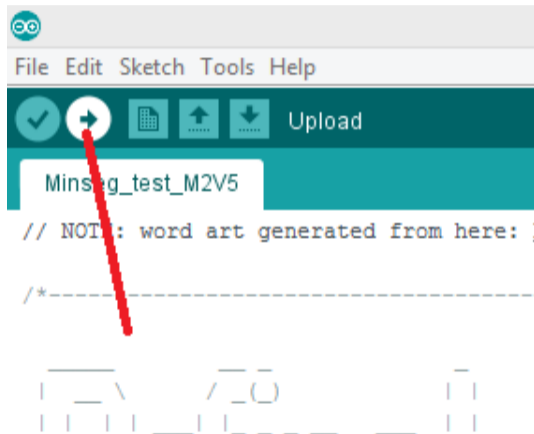 File Edit Sketch Tools Help
Upload
Minseg_test_M2V5
// NOTE: word art generated from here:
/*-------------------------------------